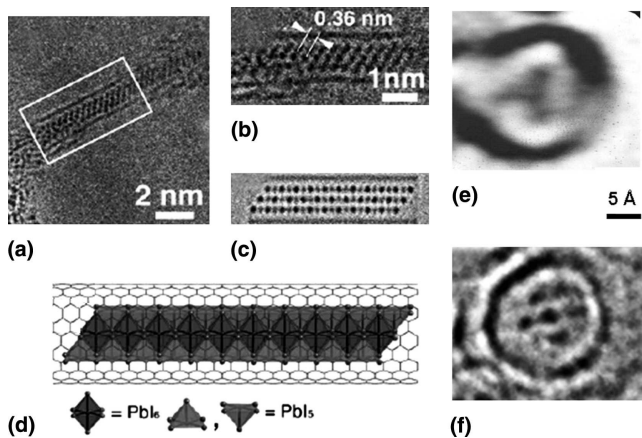 0.36 nm
1nm
2 nm
(a)
(b)
(c)
(e)
5 Å
(d)
= PbI₆
,
= PbI₅
(f)